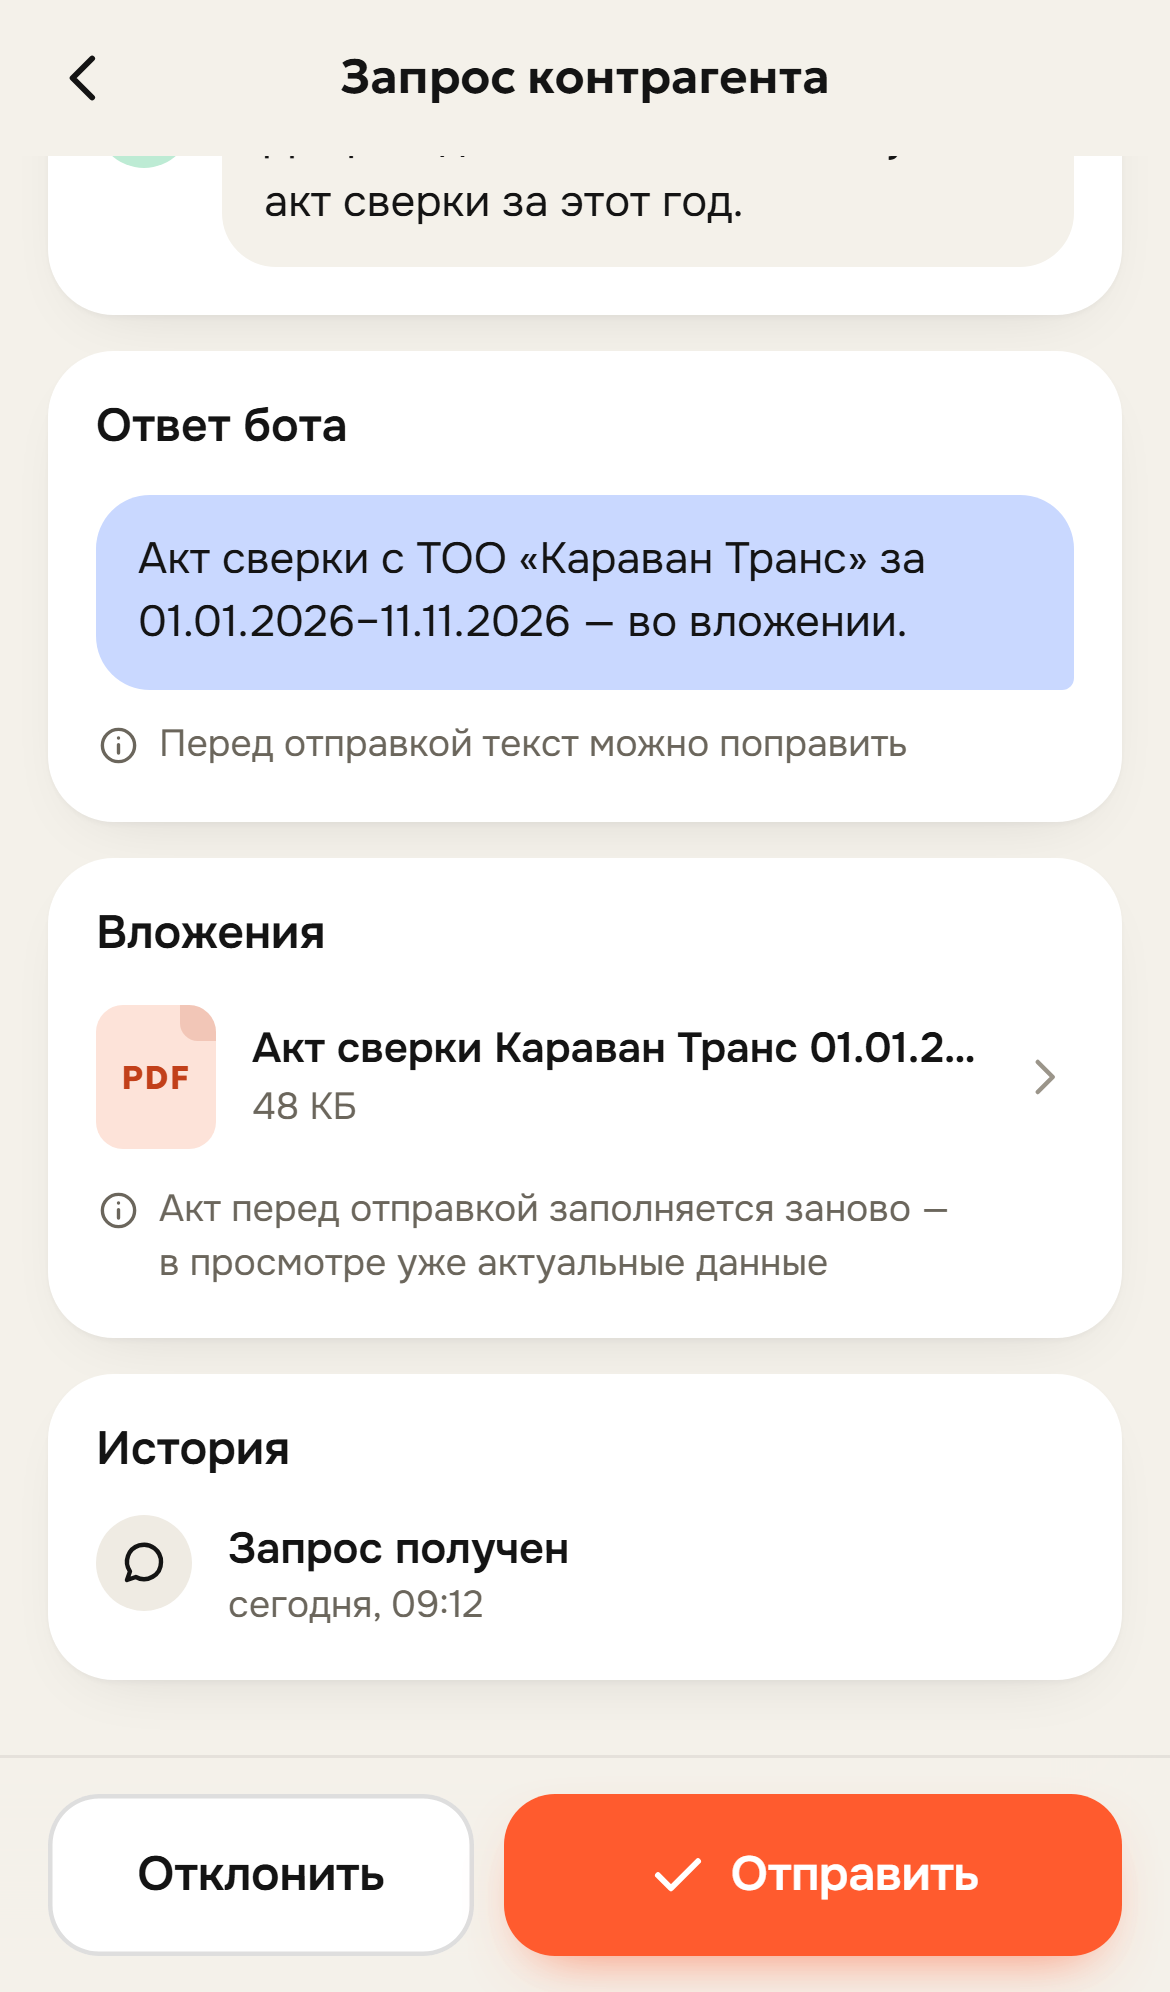 Запрос контрагента
акт сверки за этот год.
Ответ бота
Акт сверки с ТОО «Караван Транс» за
01.01.2026–11.11.2026 — во вложении.
Перед отправкой текст можно поправить
Вложения
PDF
Акт сверки Караван Транс 01.01.2...
48 КБ
Акт перед отправкой заполняется заново —
в просмотре уже актуальные данные
История
Запрос получен
сегодня, 09:12
Отклонить
Отправить